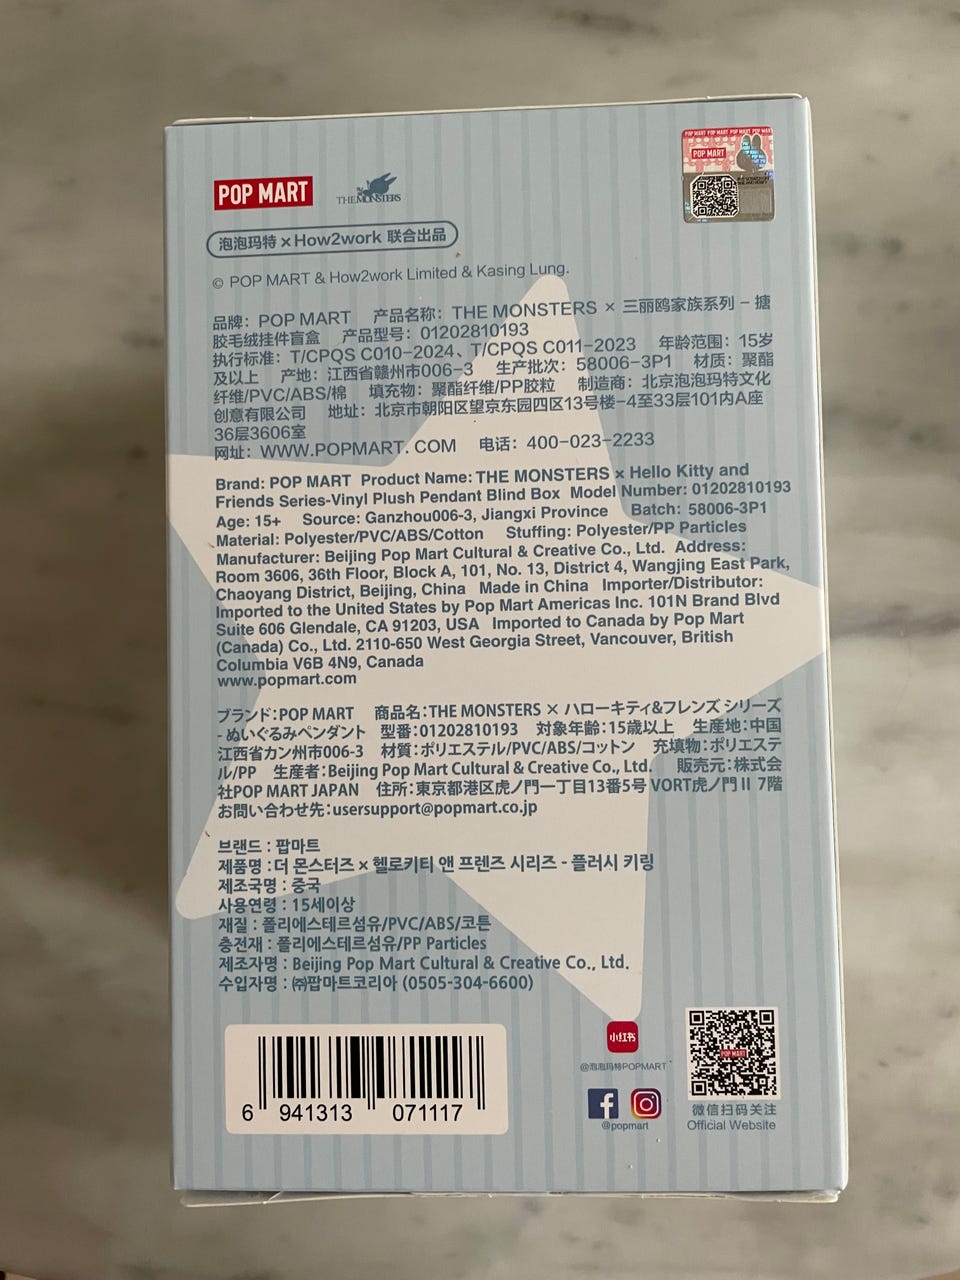 POP MART
THE MONSTERS
POP MART POP MART POP MART POP MART
POP MART
泡泡玛特 × How2work 联合出品
© POP MART & How2work Limited & Kasing Lung.
品牌：POP MART 产品名称：THE MONSTERS × 三丽鸥家族系列 – 搪
胶毛绒挂件盲盒 产品型号：01202810193
执行标准：T/CPQS C010-2024、T/CPQS C011-2023 年龄范围：15岁
及以上 产地：江西省赣州市006-3 生产批次：58006-3P1 材质：聚酯
纤维/PVC/ABS/棉 填充物：聚酯纤维/PP胶粒 制造商：北京泡泡玛特文化
创意有限公司 地址：北京市朝阳区望京东园四区13号楼-4至33层101内A座
36层3606室
网址：WWW.POPMART. COM 电话：400-023-2233
Brand: POP MART Product Name: THE MONSTERS × Hello Kitty and
Friends Series-Vinyl Plush Pendant Blind Box Model Number: 01202810193
Age: 15+ Source: Ganzhou006-3, Jiangxi Province Batch: 58006-3P1
Material: Polyester/PVC/ABS/Cotton Stuffing: Polyester/PP Particles
Manufacturer: Beijing Pop Mart Cultural & Creative Co., Ltd. Address:
Room 3606, 36th Floor, Block A, 101, No. 13, District 4, Wangjing East Park,
Chaoyang District, Beijing, China Made in China Importer/Distributor:
Imported to the United States by Pop Mart Americas Inc. 101N Brand Blvd
Suite 606 Glendale, CA 91203, USA Imported to Canada by Pop Mart
(Canada) Co., Ltd. 2110-650 West Georgia Street, Vancouver, British
Columbia V6B 4N9, Canada
www.popmart.com
ブランド：POP MART 商品名：THE MONSTERS × ハローキティ&フレンズ シリーズ
- ぬいぐるみペンダント 型番：01202810193 対象年齢：15歳以上 生産地：中国
江西省カン州市006-3 材質：ポリエステル/PVC/ABS/コットン 充填物：ポリエステ
ル/PP 生産者：Beijing Pop Mart Cultural & Creative Co., Ltd. 販売元：株式会
社POP MART JAPAN 住所：東京都港区虎ノ門一丁目13番5号 VORT虎ノ門Ⅱ 7階
お問い合わせ先：usersupport@popmart.co.jp
브랜드 : 팝마트
제품명 : 더 몬스터즈 × 헬로키티 앤 프렌즈 시리즈 - 플러시 키링
제조국명 : 중국
사용연령 : 15세이상
재질 : 폴리에스테르섬유/PVC/ABS/코튼
충전재 : 폴리에스테르섬유/PP Particles
제조자명 : Beijing Pop Mart Cultural & Creative Co., Ltd.
수입자명 : ㈜팝마트코리아 (0505-304-6600)
6 941313 071117
小红书
@泡泡玛特POPMART
@popmart
POP MART
微信扫码关注
Official Website